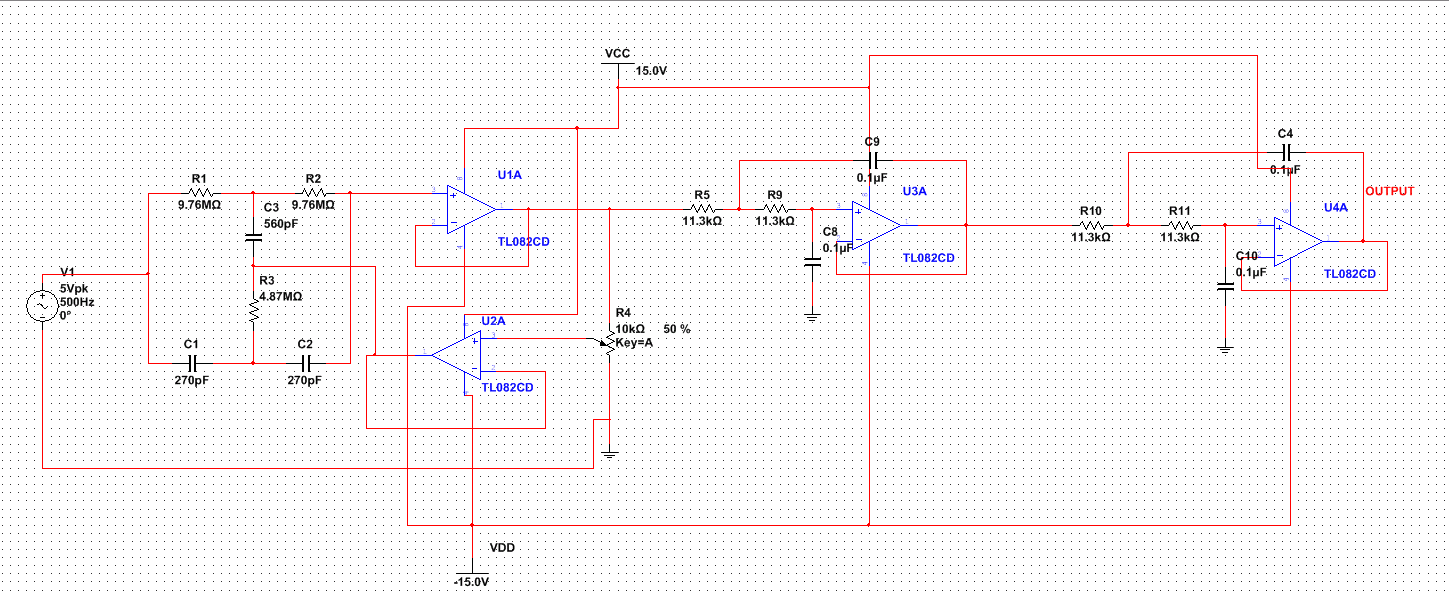 VCC
15.0V
C4
0.1µF
C9
0.1µF
R1
9.76MΩ
R2
9.76MΩ
C3
560pF
U1A
TL082CD
R5
11.3kΩ
R9
11.3kΩ
U3A
TL082CD
C8
0.1µF
R10
11.3kΩ
R11
11.3kΩ
OUTPUT
U4A
TL082CD
C10
0.1µF
V1
5Vpk
500Hz
0°
R3
4.87MΩ
C1
270pF
C2
270pF
U2A
TL082CD
R4
10kΩ 50 %
Key=A
VDD
-15.0V